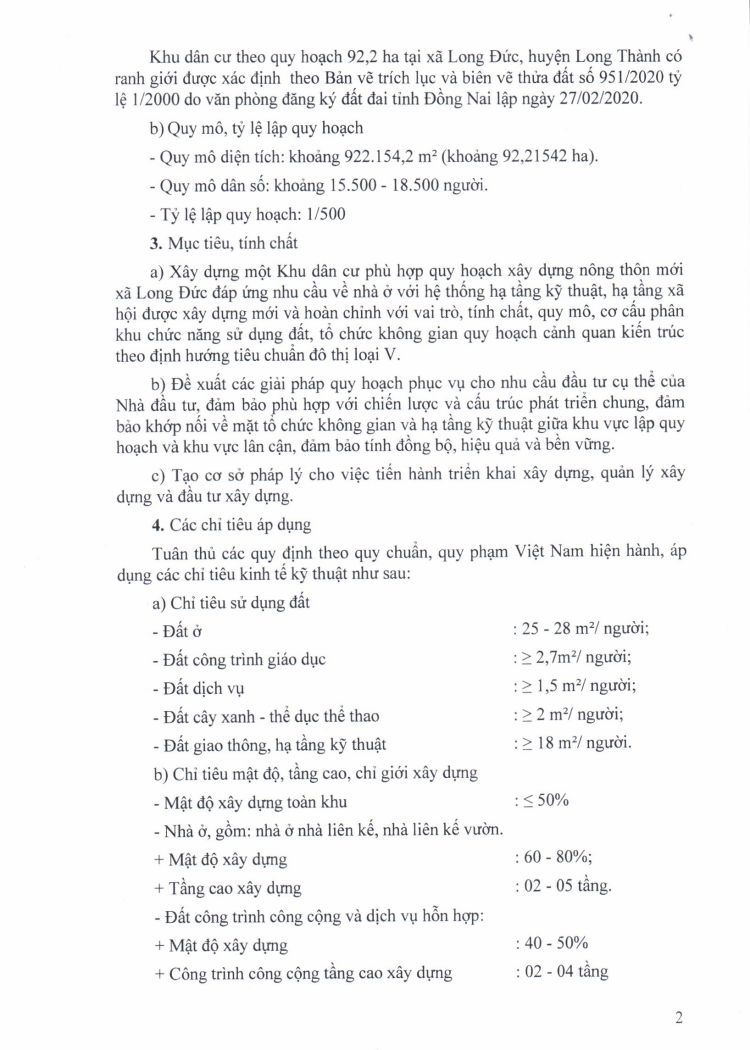 Khu dân cư theo quy hoạch 92,2 ha tại xã Long Đức, huyện Long Thành có
ranh giới được xác định theo Bản vẽ trích lục và biên vẽ thửa đất số 951/2020 tỷ
lệ 1/2000 do văn phòng đăng ký đất đai tỉnh Đồng Nai lập ngày 27/02/2020.
b) Quy mô, tỷ lệ lập quy hoạch
- Quy mô diện tích: khoảng 922.154,2 m² (khoảng 92,21542 ha).
- Quy mô dân số: khoảng 15.500 - 18.500 người.
- Tỷ lệ lập quy hoạch: 1/500
3. Mục tiêu, tính chất
a) Xây dựng một Khu dân cư phù hợp quy hoạch xây dựng nông thôn mới
xã Long Đức đáp ứng nhu cầu về nhà ở với hệ thống hạ tầng kỹ thuật, hạ tầng xã
hội được xây dựng mới và hoàn chỉnh với vai trò, tính chất, quy mô, cơ cấu phân
khu chức năng sử dụng đất, tổ chức không gian quy hoạch cảnh quan kiến trúc
theo định hướng tiêu chuẩn đô thị loại V.
b) Đề xuất các giải pháp quy hoạch phục vụ cho nhu cầu đầu tư cụ thể của
Nhà đầu tư, đảm bảo phù hợp với chiến lược và cấu trúc phát triển chung, đảm
bảo khớp nối về mặt tổ chức không gian và hạ tầng kỹ thuật giữa khu vực lập quy
hoạch và khu vực lân cận, đảm bảo tính đồng bộ, hiệu quả và bền vững.
c) Tạo cơ sở pháp lý cho việc tiến hành triển khai xây dựng, quản lý xây
dựng và đầu tư xây dựng.
4. Các chỉ tiêu áp dụng
Tuân thủ các quy định theo quy chuẩn, quy phạm Việt Nam hiện hành, áp
dụng các chỉ tiêu kinh tế kỹ thuật như sau:
a) Chỉ tiêu sử dụng đất
- Đất ở : 25 - 28 m²/ người;
- Đất công trình giáo dục : ≥ 2,7m²/ người;
- Đất dịch vụ : ≥ 1,5 m²/ người;
- Đất cây xanh - thể dục thể thao : ≥ 2 m²/ người;
- Đất giao thông, hạ tầng kỹ thuật : ≥ 18 m²/ người.
b) Chỉ tiêu mật độ, tầng cao, chỉ giới xây dựng
- Mật độ xây dựng toàn khu : ≤ 50%
- Nhà ở, gồm: nhà ở nhà liên kế, nhà liên kế vườn.
+ Mật độ xây dựng : 60 - 80%;
+ Tầng cao xây dựng : 02 - 05 tầng.
- Đất công trình công cộng và dịch vụ hỗn hợp:
+ Mật độ xây dựng : 40 - 50%
+ Công trình công cộng tầng cao xây dựng : 02 - 04 tầng
2